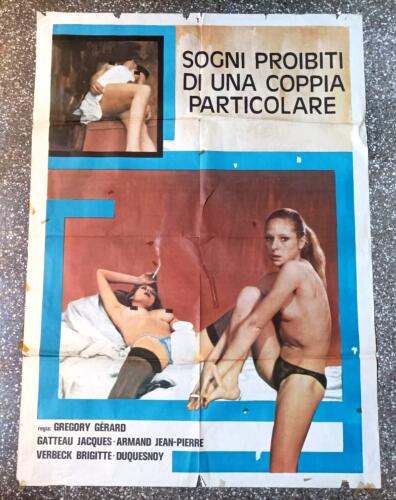 SOGNI PROIBITI
DI UNA COPPIA
PARTICOLARE
regia: GREGORY GÉRARD
GATTEAU JACQUES-ARMAND JEAN-PIERRE
VERBECK BRIGITTE-DUQUESNOY